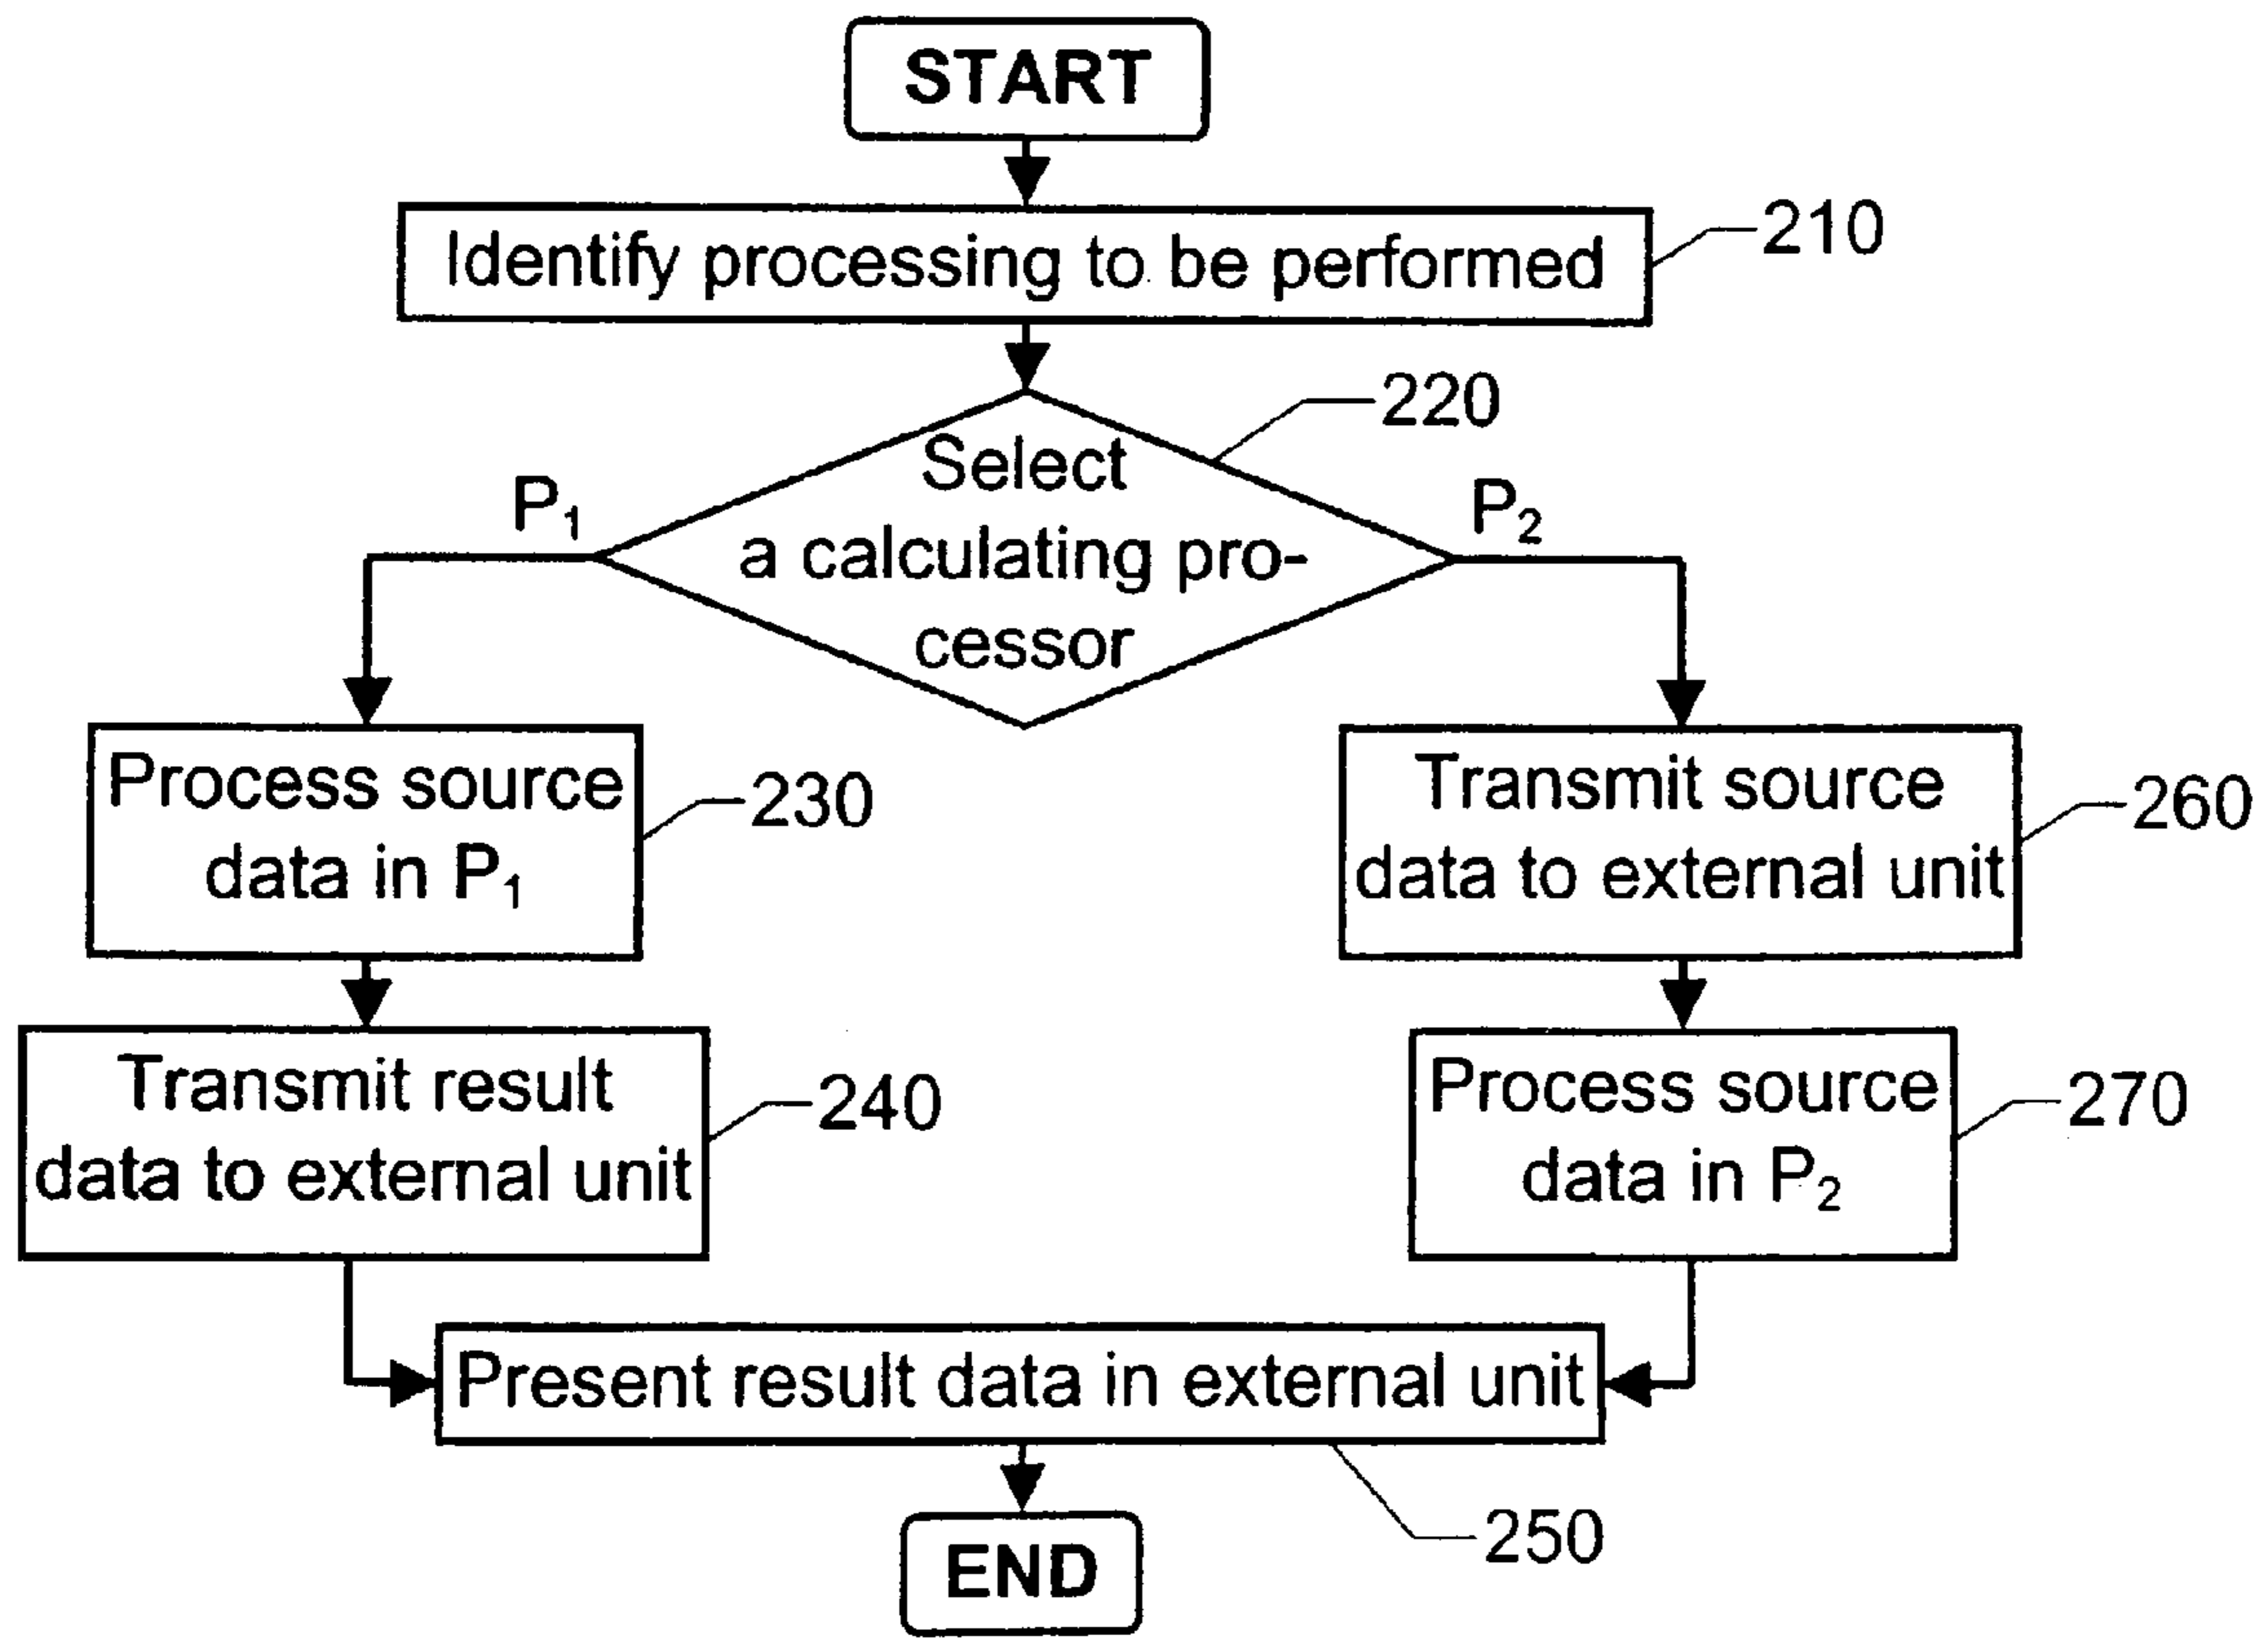 START
Identify processing to be performed
210
220
Select
a calculating pro-
cessor
P1
P2
Process source
data in P1
230
Transmit source
data to external unit
260
Transmit result
data to external unit
240
Process source
data in P2
270
Present result data in external unit
250
END